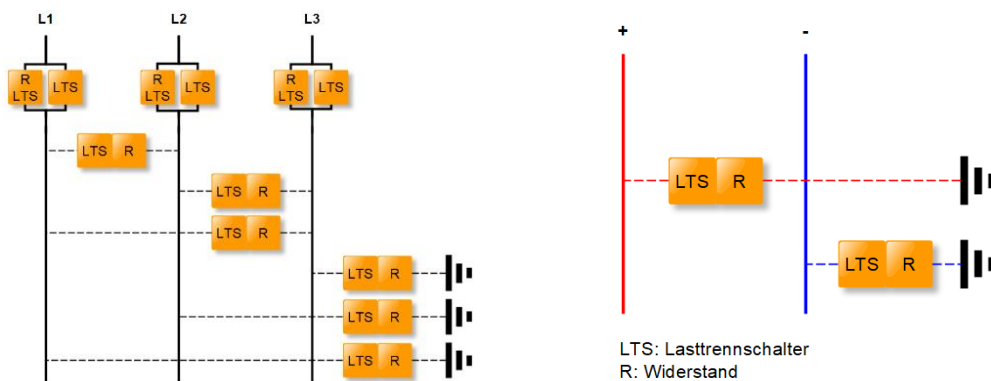 L1 L2 L3
+ -
R LTS
LTS
R LTS
LTS
R LTS
LTS
LTS R
LTS R
LTS R
LTS R
LTS R
LTS R
LTS R
LTS R
LTS: Lasttrennschalter
R: Widerstand